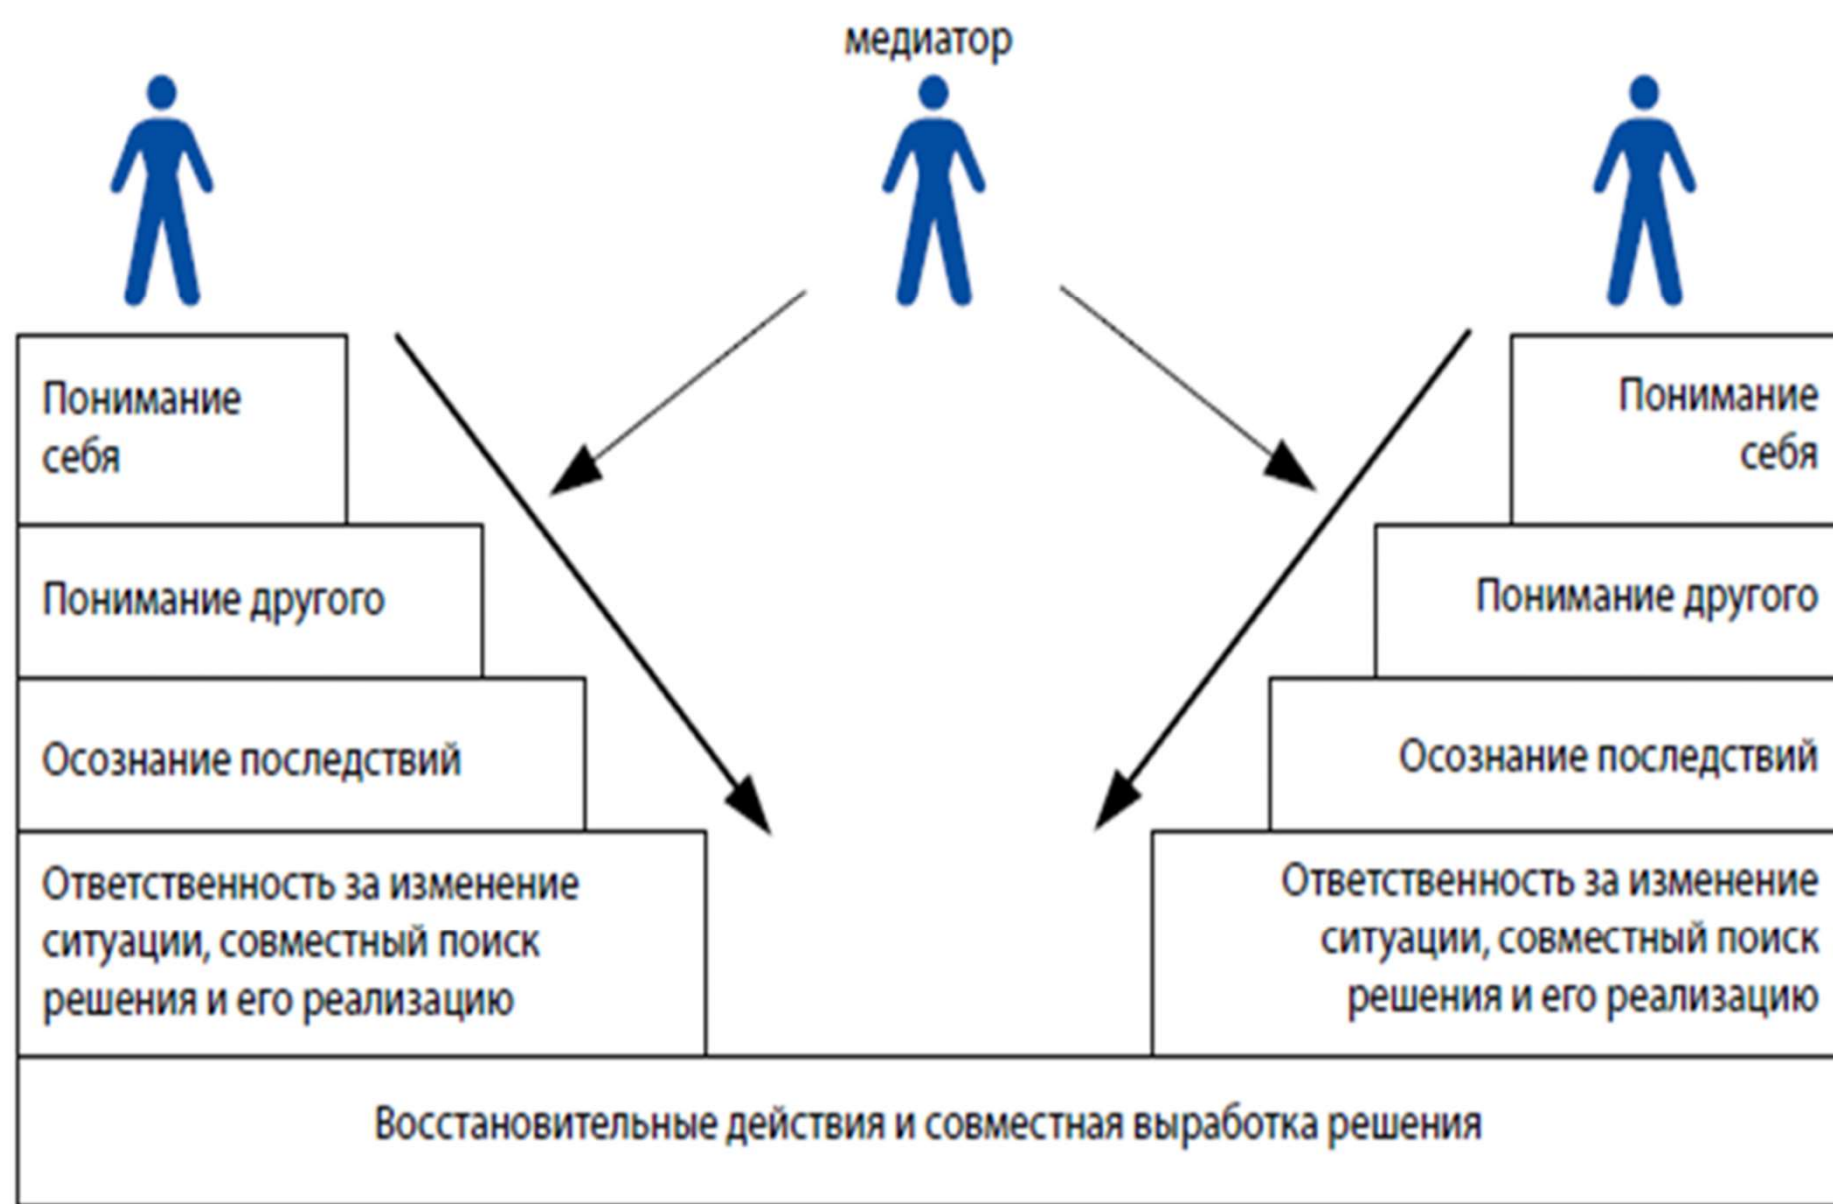 медиатор
Понимание
себя
Понимание другого
Осознание последствий
Ответственность за изменение
ситуации, совместный поиск
решения и его реализацию
Понимание
себя
Понимание другого
Осознание последствий
Ответственность за изменение
ситуации, совместный поиск
решения и его реализацию
Восстановительные действия и совместная выработка решения